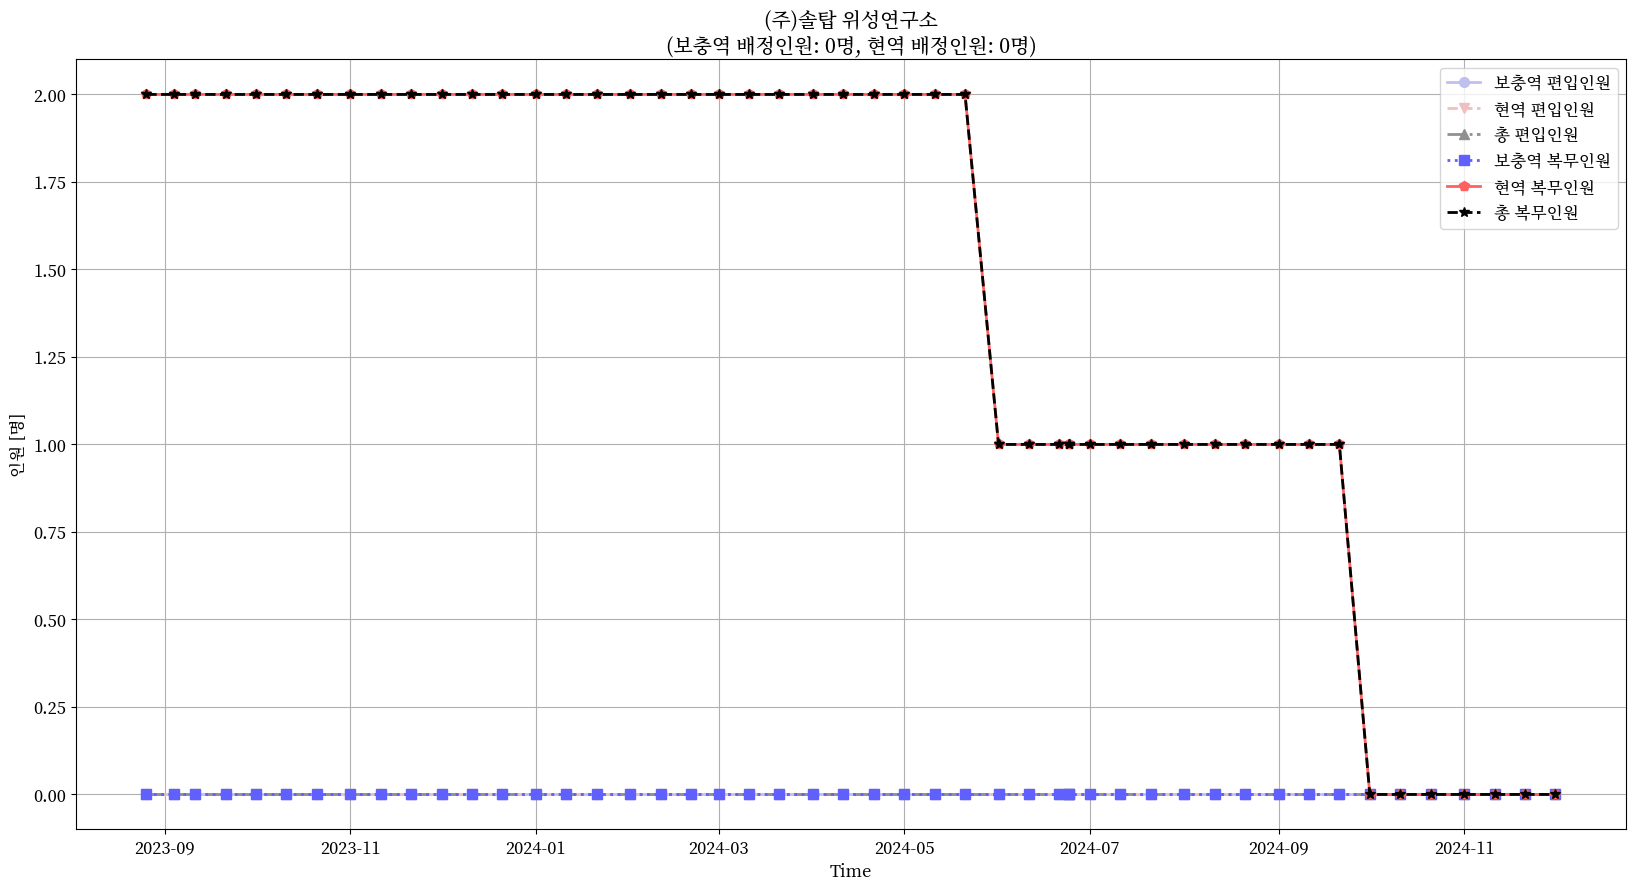 (주)솔탑 위성연구소
(보충역 배정인원: 0명, 현역 배정인원: 0명)
보충역 편입인원
현역 편입인원
총 편입인원
보충역 복무인원
현역 복무인원
총 복무인원
인원 [명]
2.00
1.75
1.50
1.25
1.00
0.75
0.50
0.25
0.00
2023-09 2023-11 2024-01 2024-03 2024-05 2024-07 2024-09 2024-11
Time